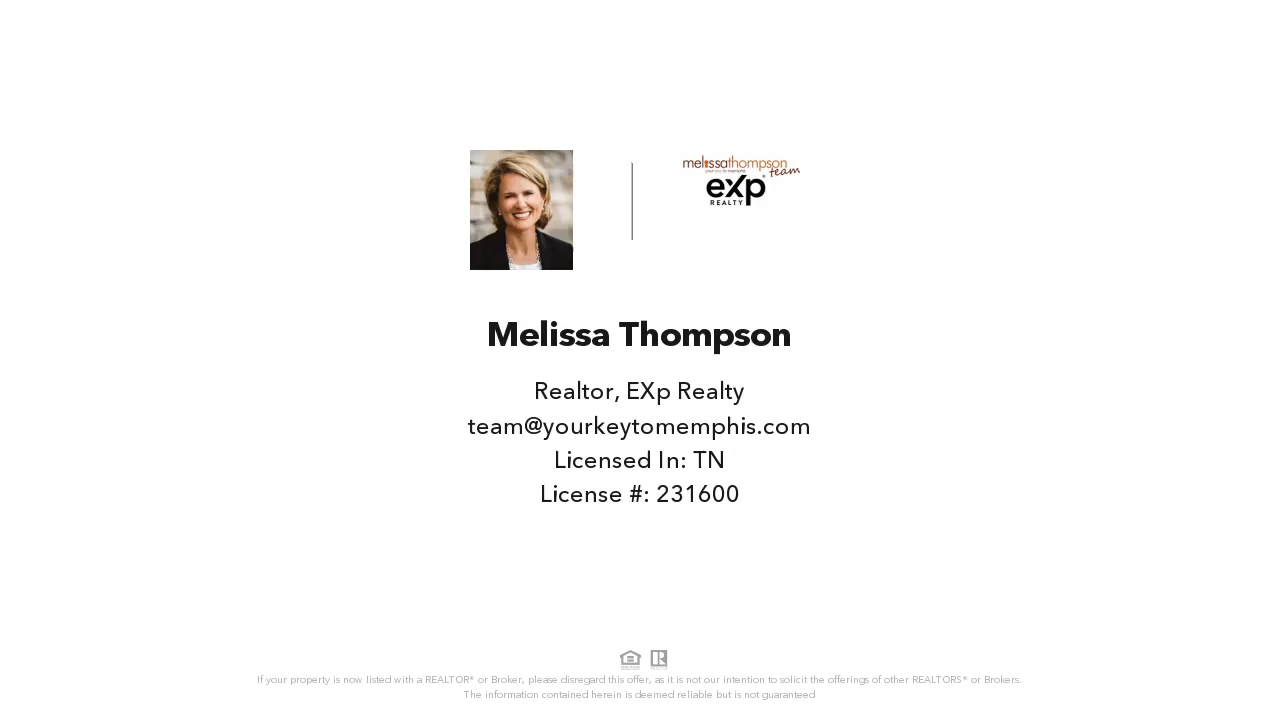 melissathompson
team
eXp
REALTY
Melissa Thompson
Realtor, EXp Realty
team@yourkeytomemphis.com
Licensed In: TN
License #: 231600
If your property is now listed with a REALTOR® or Broker, please disregard this offer, as it is not our intention to solicit the offerings of other REALTORS® or Brokers.
The information contained herein is deemed reliable but is not guaranteed